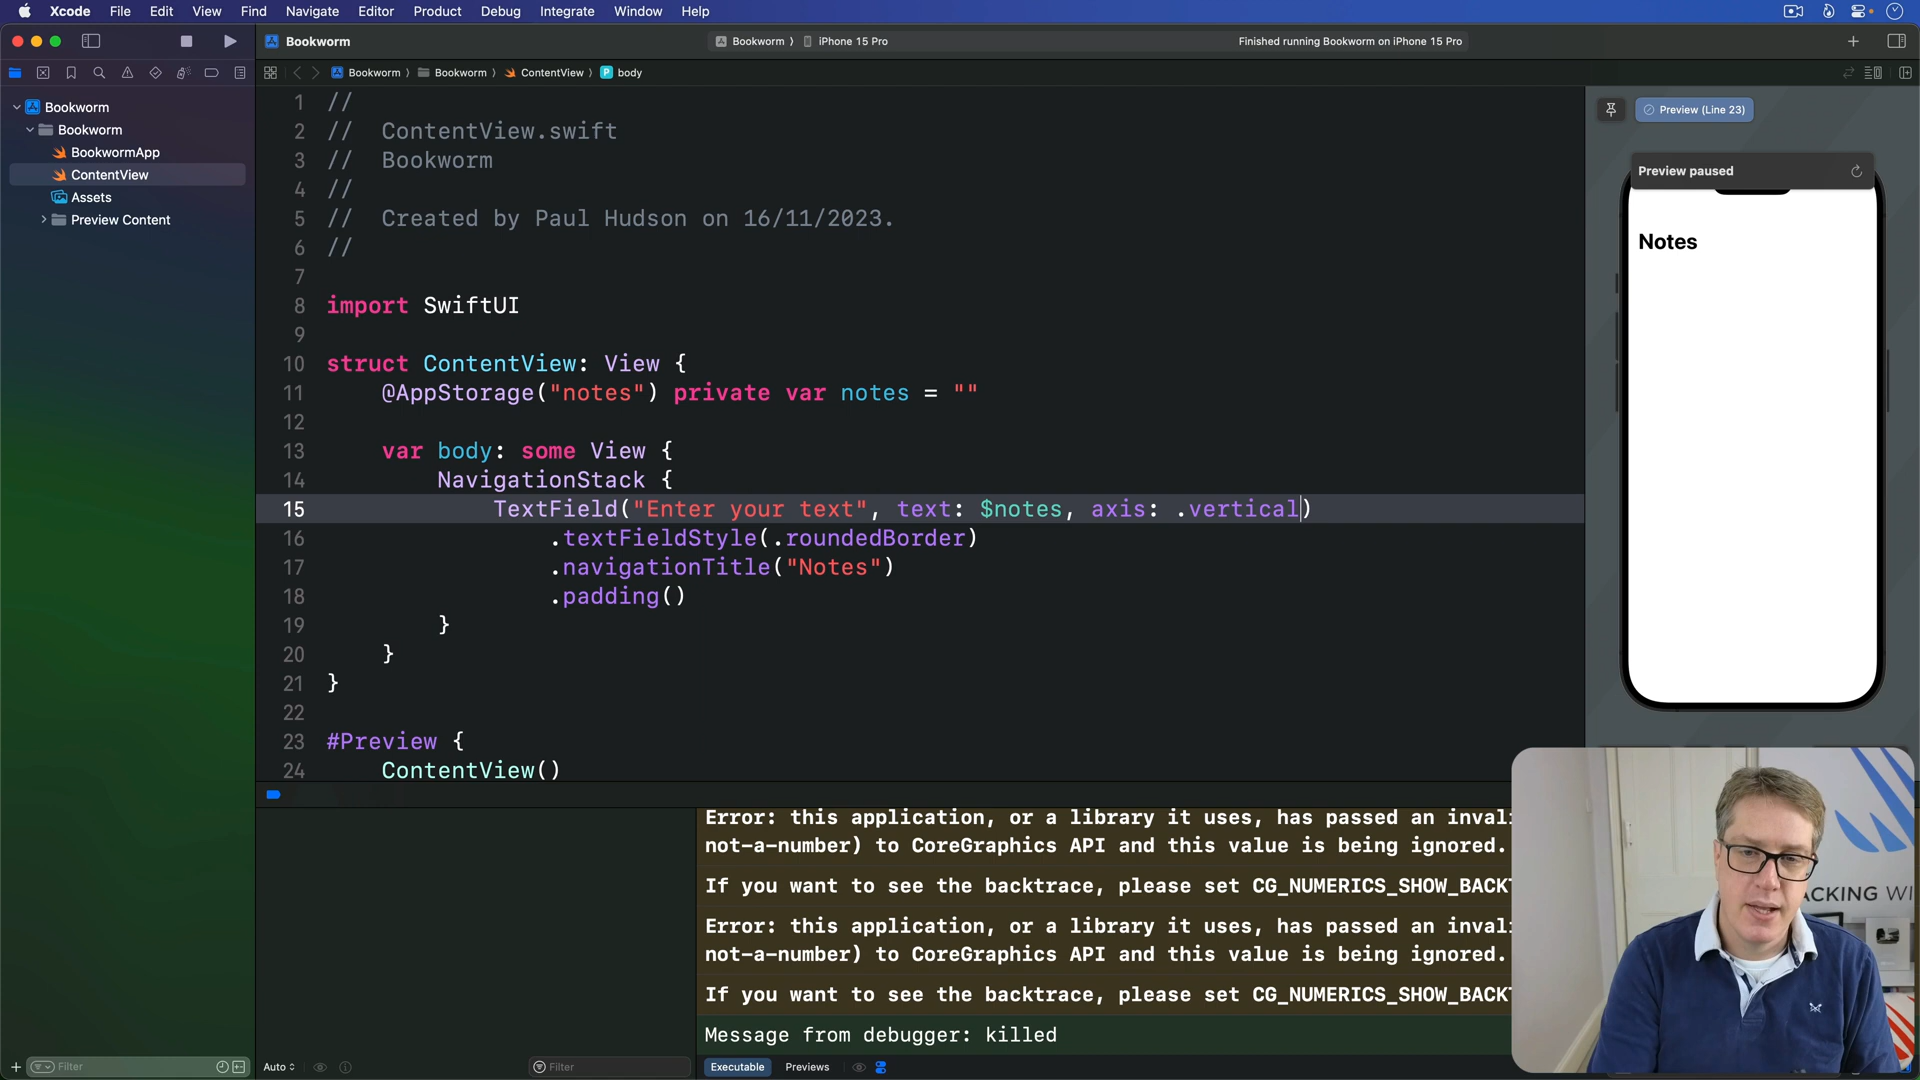 Xcode File Edit View Find Navigate Editor Product Debug Integrate Window Help
Bookworm
Bookworm iPhone 15 Pro
Finished running Bookworm on iPhone 15 Pro
Bookworm Bookworm ContentView P body
Bookworm
Bookworm
BookwormApp
ContentView
Assets
Preview Content
1 //
2 // ContentView.swift
3 // Bookworm
4 //
5 // Created by Paul Hudson on 16/11/2023.
6 //
7
8 import SwiftUI
9
10 struct ContentView: View {
11 @AppStorage("notes") private var notes = ""
12
13 var body: some View {
14 NavigationStack {
15 TextField("Enter your text", text: $notes, axis: .vertical)
16 .textFieldStyle(.roundedBorder)
17 .navigationTitle("Notes")
18 .padding()
19 }
20 }
21 }
22
23 #Preview {
24 ContentView()
Preview (Line 23)
Preview paused
Notes
Error: this application, or a library it uses, has passed an invali
not-a-number) to CoreGraphics API and this value is being ignored.
If you want to see the backtrace, please set CG_NUMERICS_SHOW_BACKT
Error: this application, or a library it uses, has passed an invali
not-a-number) to CoreGraphics API and this value is being ignored.
If you want to see the backtrace, please set CG_NUMERICS_SHOW_BACKT
Message from debugger: killed
ACKING WI
Filter
Auto
Filter
Executable Previews